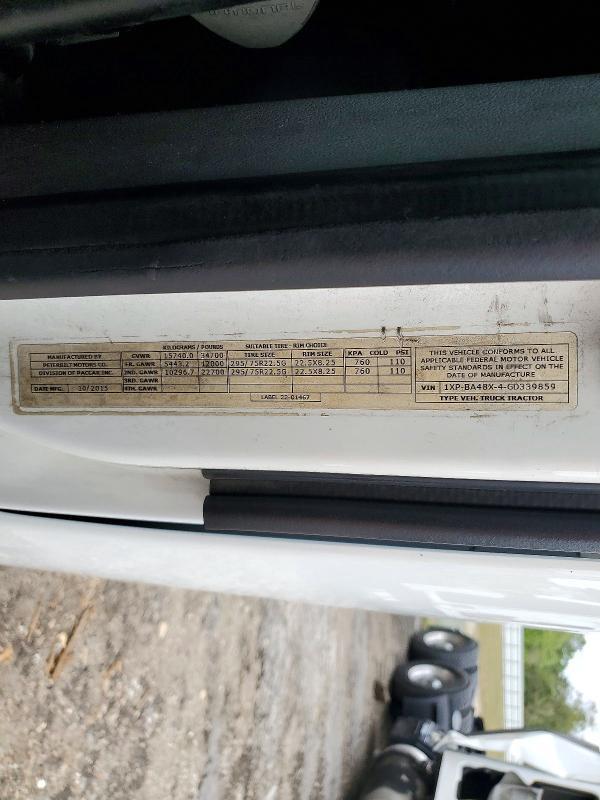 KILOGRAMS / POUNDS SUITABLE TIRE - RIM CHOICE
MANUFACTURED BY GVWR 15740.0 34700 TIRE SIZE RIM SIZE KPA COLD PSI
PETERBILT MOTORS CO. FR. GAWR 5443.2 12000 295/75R22.5G 22.5X8.25 760 110
DIVISION OF PACCAR INC. 2ND. GAWR 10296.7 22700 295/75R22.5G 22.5X8.25 760 110
3RD. GAWR
DATE MFG. 10/2015 4TH. GAWR
LABEL 22-01467
THIS VEHICLE CONFORMS TO ALL
APPLICABLE FEDERAL MOTOR VEHICLE
SAFETY STANDARDS IN EFFECT ON THE
DATE OF MANUFACTURE
VIN 1XP-BA48X-4-GD339859
TYPE VEH. TRUCK TRACTOR